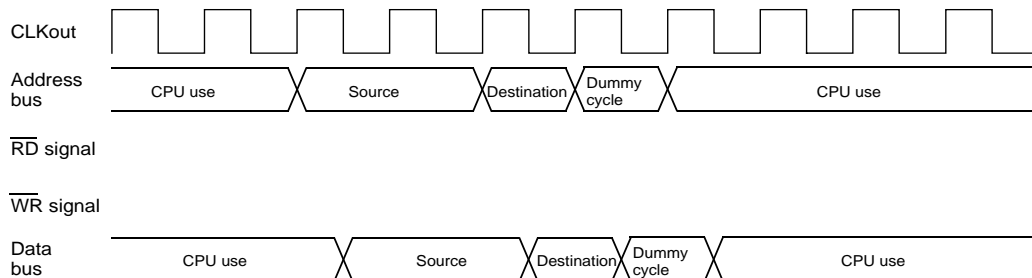 CLKout
Address
bus
CPU use
Source
Destination
Dummy
cycle
CPU use
RD signal
WR signal
Data
bus
CPU use
Source
Destination
Dummy
cycle
CPU use